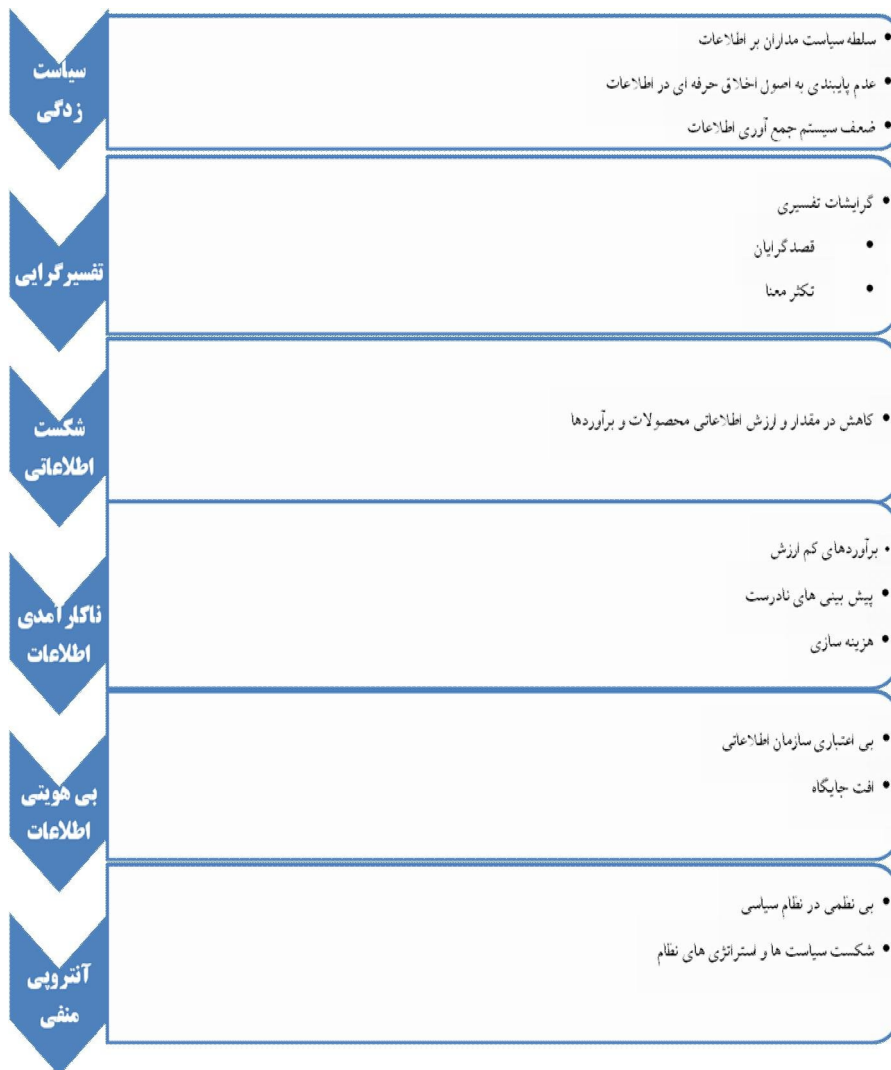 سیاست
زدگی
• سلطه سیاست مداران بر اطلاعات
• عدم پایبندی به اصول اخلاق حرفه ای در اطلاعات
• ضعف سیستم جمع آوری اطلاعات
تفسیرگرایی
• گرایشات تفسیری
• قصدگرایان
• تکثر معنا
شکست
اطلاعاتی
• کاهش در مقدار و ارزش اطلاعاتی محصولات و برآوردها
ناکارآمدی
اطلاعات
• برآوردهای کم ارزش
• پیش بینی های نادرست
• هزینه سازی
بی هویتی
اطلاعات
• بی اعتباری سازمان اطلاعاتی
• افت جایگاه
آنتروپی
منفی
• بی نظمی در نظام سیاسی
• شکست سیاست ها و استراتژی های نظام